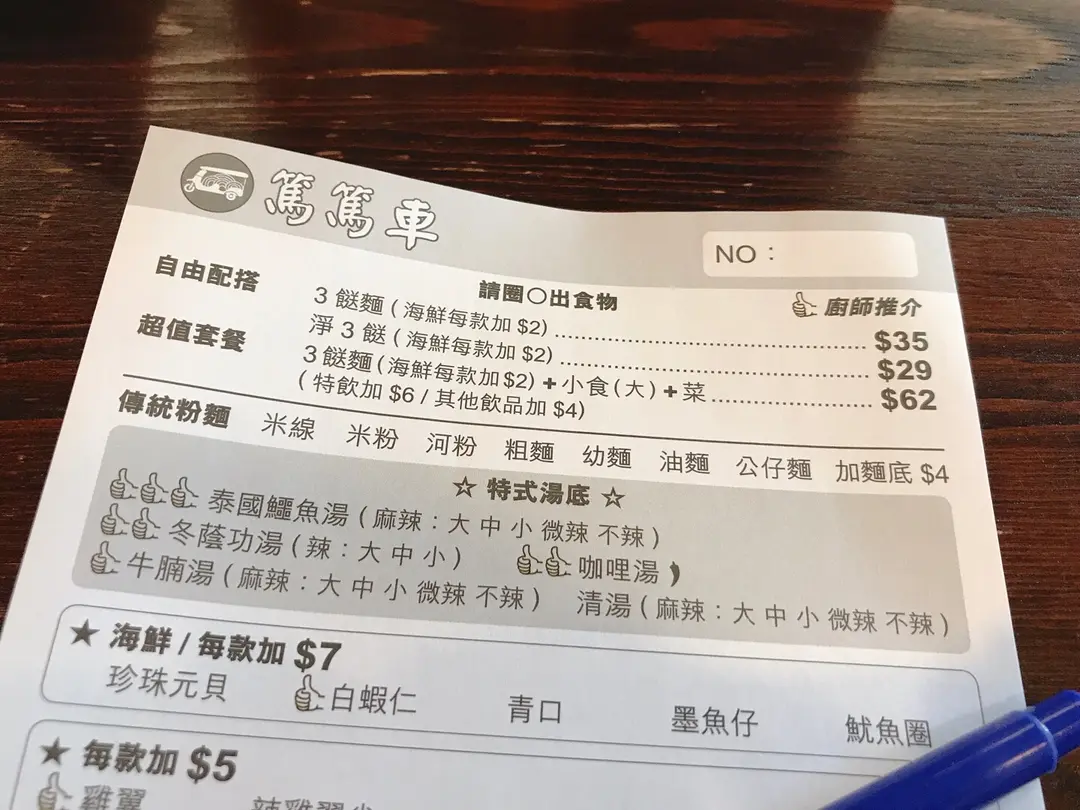 篤篤車
NO：
自由配搭
請圈○出食物
廚師推介
3 餸麵 ( 海鮮每款加 $2) ........................ $35
淨 3 餸 ( 海鮮每款加 $2) ........................ $29
超值套餐
3 餸麵 ( 海鮮每款加 $2) + 小食 ( 大 ) + 菜 ........................ $62
( 特飲加 $6 / 其他飲品加 $4)
傳統粉麵 米線 米粉 河粉 粗麵 幼麵 油麵 公仔麵 加麵底 $4
☆ 特式湯底 ☆
泰國鱷魚湯 ( 麻辣：大 中 小 微辣 不辣 )
冬蔭功湯 ( 辣：大 中 小 ) 咖哩湯
牛腩湯 ( 麻辣：大 中 小 微辣 不辣 ) 清湯 ( 麻辣：大 中 小 微辣 不辣 )
★ 海鮮 / 每款加 $7
珍珠元貝 白蝦仁 青口 墨魚仔 魷魚圈
★ 每款加 $5
雞翼